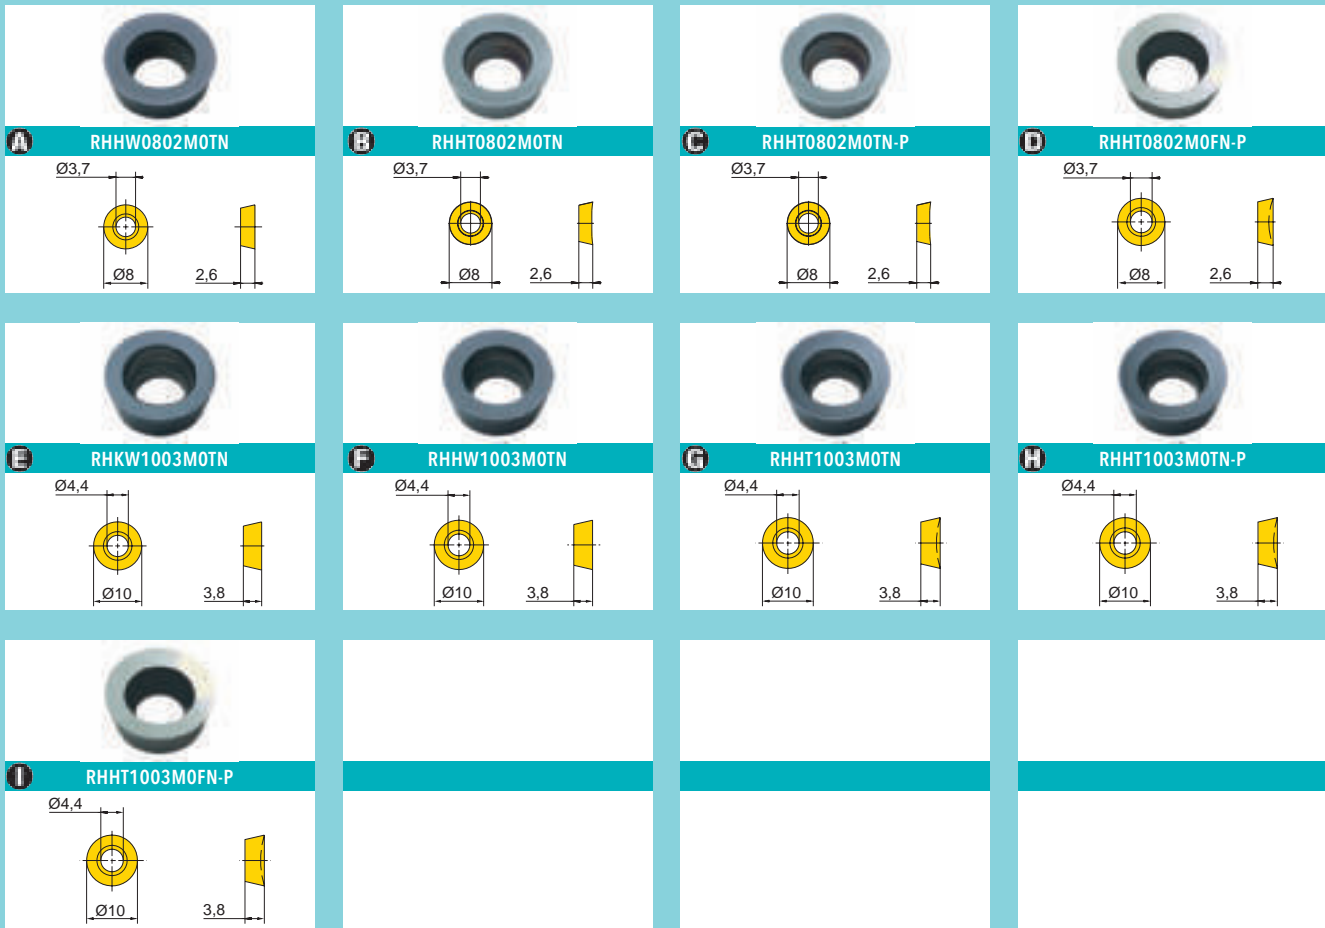 A RHHW0802M0TN
Ø3,7
Ø8 2,6
B RHHT0802M0TN
Ø3,7
Ø8 2,6
C RHHT0802M0TN-P
Ø3,7
Ø8 2,6
D RHHT0802M0FN-P
Ø3,7
Ø8 2,6
E RHKW1003M0TN
Ø4,4
Ø10 3,8
F RHHW1003M0TN
Ø4,4
Ø10 3,8
G RHHT1003M0TN
Ø4,4
Ø10 3,8
H RHHT1003M0TN-P
Ø4,4
Ø10 3,8
I RHHT1003M0FN-P
Ø4,4
Ø10 3,8